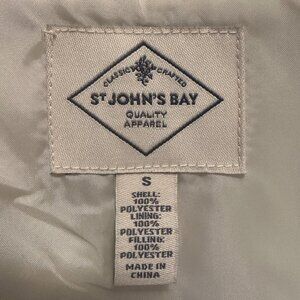 CLASSIC CRAFTED
ST JOHN'S BAY
QUALITY
APPAREL
S
SHELL:
100%
POLYESTER
LINING:
100%
POLYESTER
FILLING:
100%
POLYESTER
MADE IN
CHINA